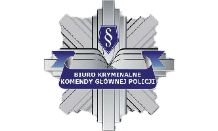 §
BIURO KRYMINALNE
KOMENDY GŁÓWNEJ POLICJI